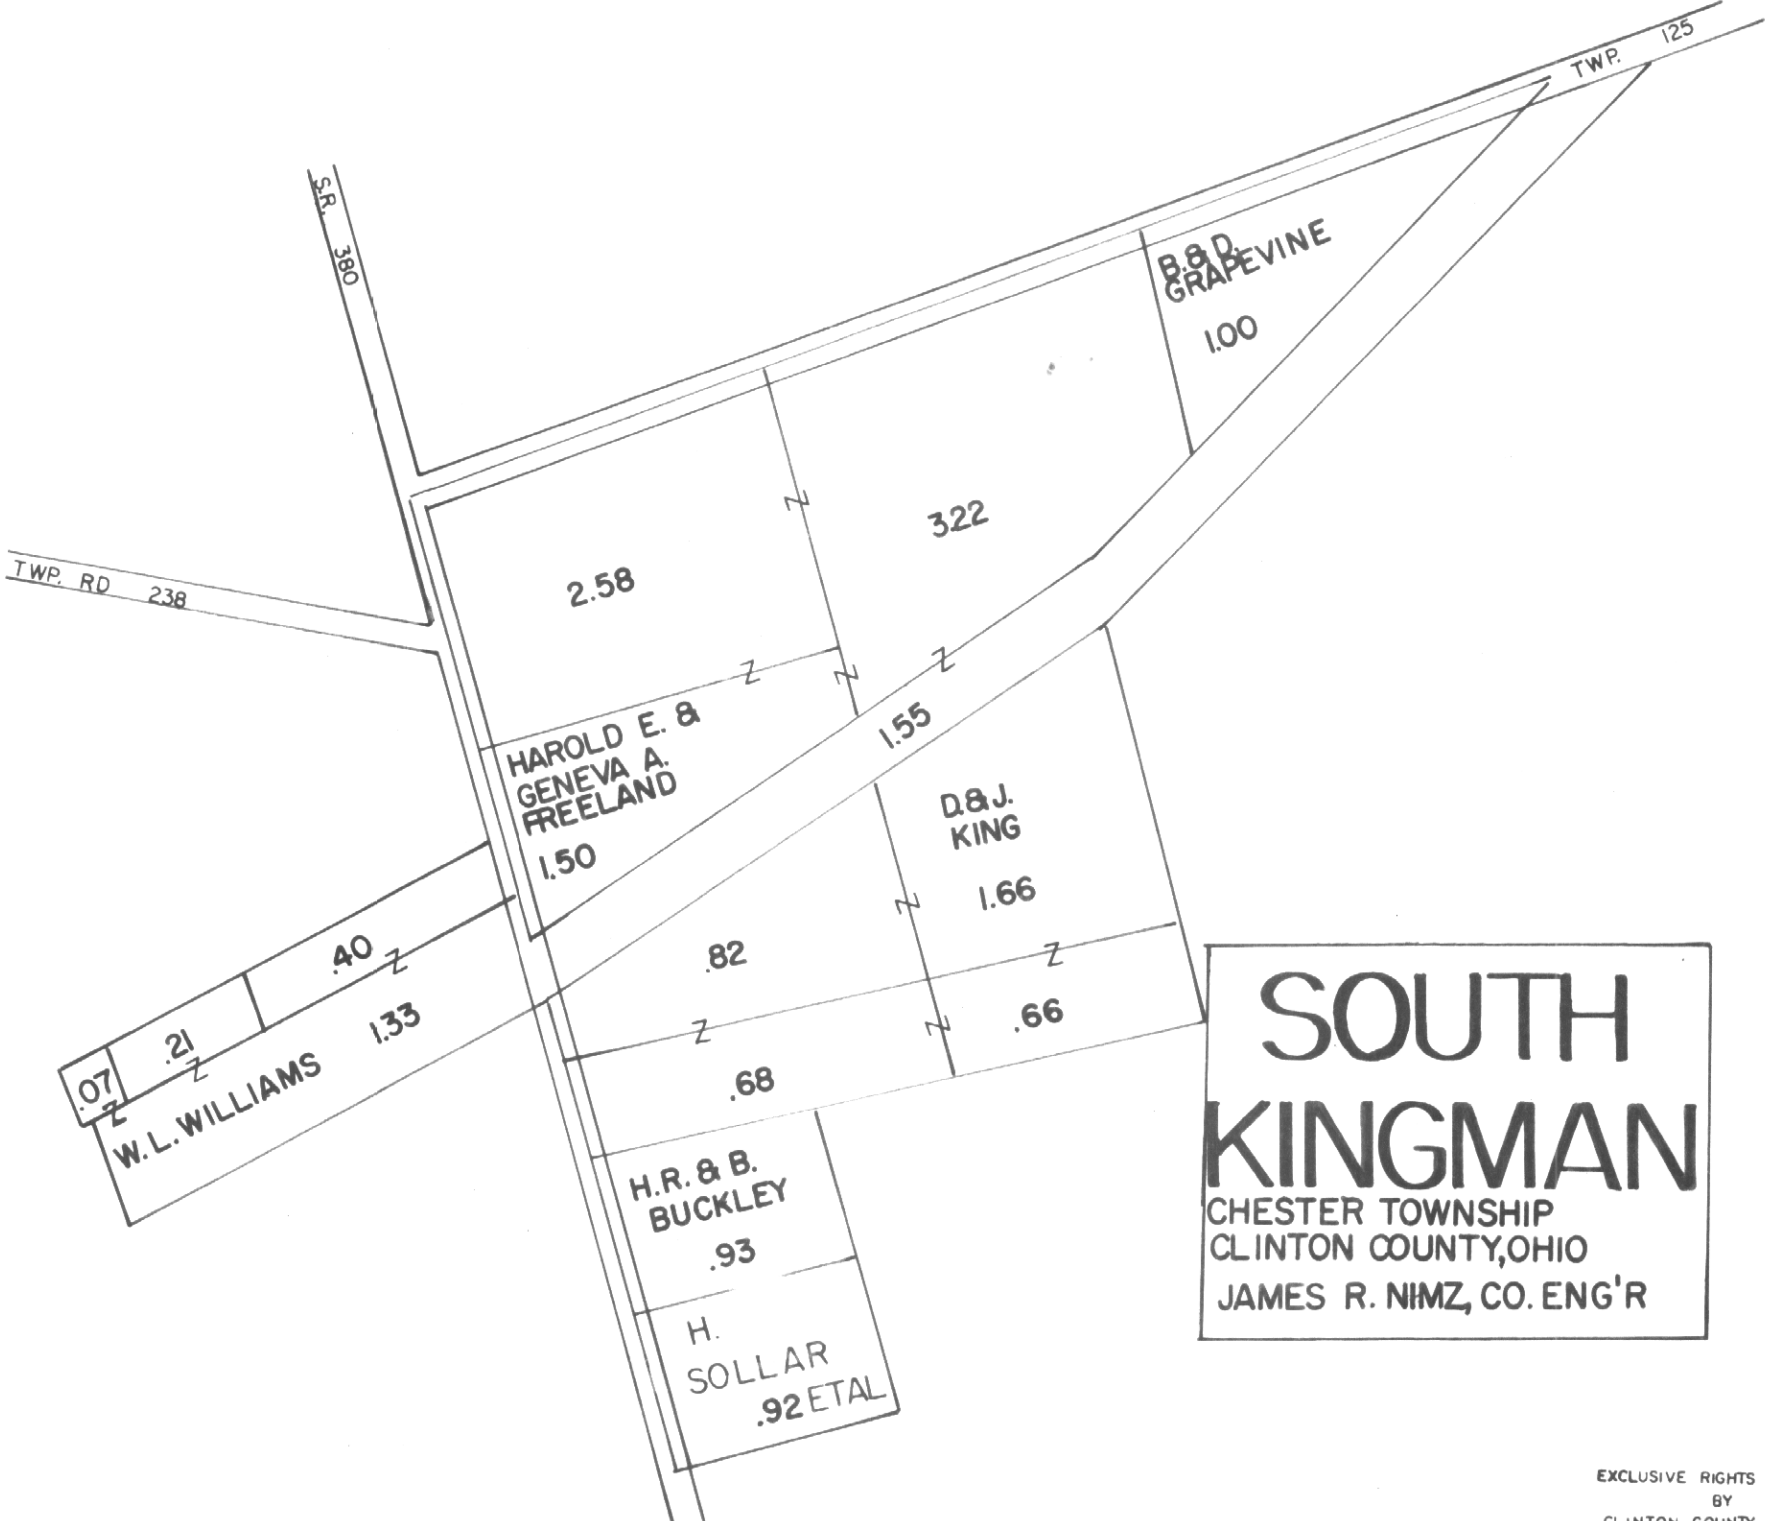 TWP. 125
S.R. 380
B.&D.
GRAPEVINE
1.00
3.22
2.58
TWP. RD 238
HAROLD E. &
GENEVA A.
FREELAND
1.50
1.55
D.&J.
KING
1.66
.82
.66
.68
.40
.21
.07
W.L. WILLIAMS 1.33
H.R. & B.
BUCKLEY
.93
H.
SOLLAR
.92 ETAL
Z
Z
Z
Z
Z
Z
Z
Z
Z
Z
Z
SOUTH
KINGMAN
CHESTER TOWNSHIP
CLINTON COUNTY, OHIO
JAMES R. NIMZ, CO. ENG'R
EXCLUSIVE RIGHTS
BY
CLINTON COUNTY